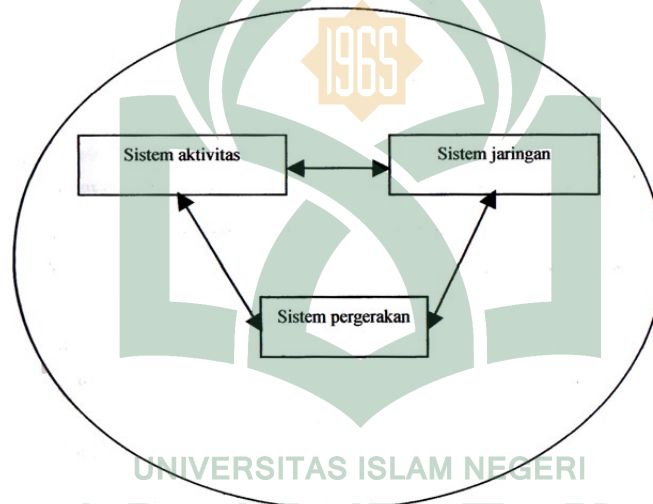 1965
Sistem aktivitas
Sistem jaringan
Sistem pergerakan
UNIVERSITAS ISLAM NEGERI